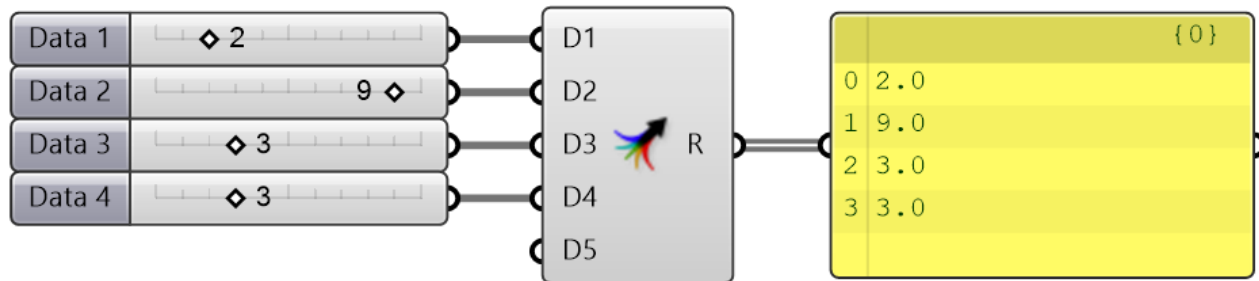 Data 1 2
Data 2 9
Data 3 3
Data 4 3
D1
D2
D3
D4
D5
R
{0}
0 2.0
1 9.0
2 3.0
3 3.0